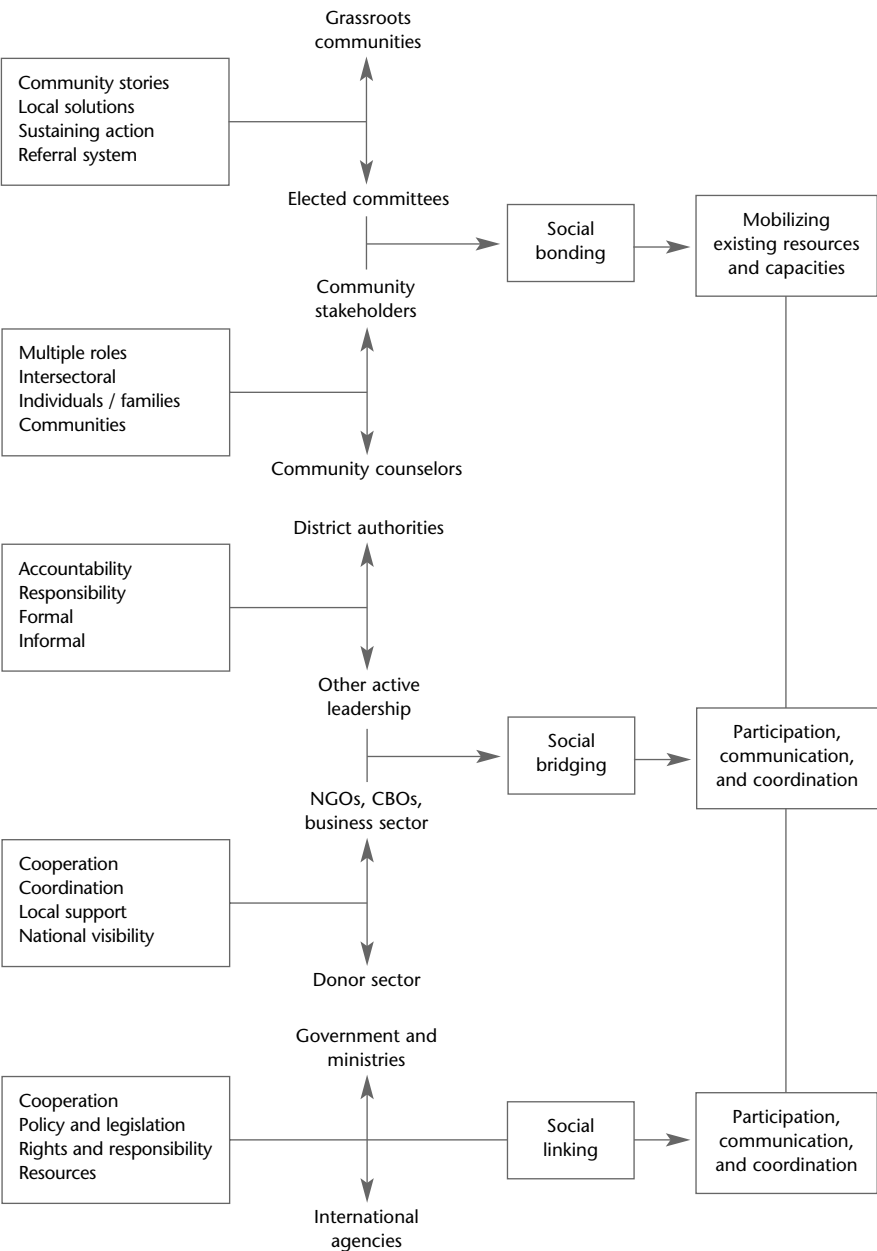 Grassroots
communities
Community stories
Local solutions
Sustaining action
Referral system
Elected committees
Social
bonding
Mobilizing
existing resources
and capacities
Community
stakeholders
Multiple roles
Intersectoral
Individuals / families
Communities
Community counselors
District authorities
Accountability
Responsibility
Formal
Informal
Other active
leadership
Social
bridging
Participation,
communication,
and coordination
NGOs, CBOs,
business sector
Cooperation
Coordination
Local support
National visibility
Donor sector
Government and
ministries
Cooperation
Policy and legislation
Rights and responsibility
Resources
Social
linking
Participation,
communication,
and coordination
International
agencies